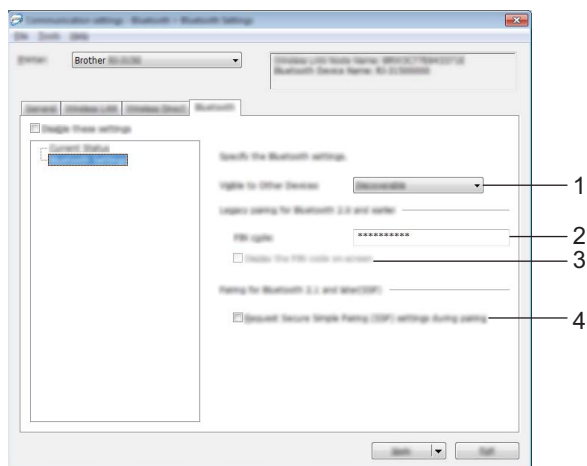 Communication settings - Bluetooth > Bluetooth Settings
File Tools Help
Printer: Brother
Wireless LAN Node Name:
Bluetooth Device Name:
General Wireless LAN Wireless Direct Bluetooth
Disable these settings
Current Status
Bluetooth Settings
Specify the Bluetooth settings.
Visible to Other Devices: Discoverable 1
Legacy pairing for Bluetooth 2.0 and earlier
PIN code: ********** 2
Display the PIN code on-screen 3
Pairing for Bluetooth 2.1 and later(SSP)
Request Secure Simple Pairing (SSP) settings during pairing 4
Exit